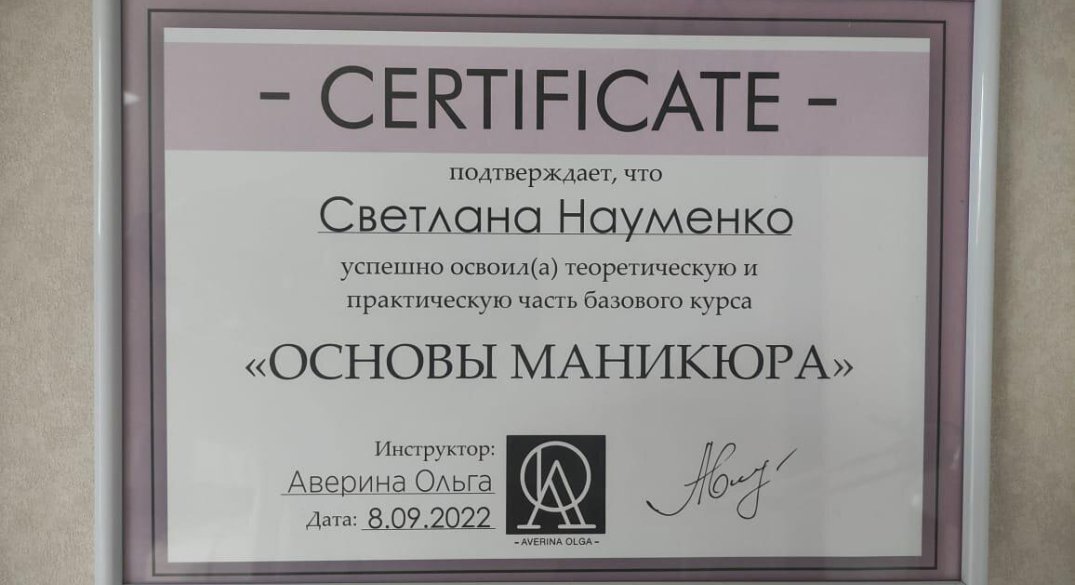 - CERTIFICATE -
подтверждает, что
Светлана Науменко
успешно освоил(а) теоретическую и
практическую часть базового курса
«ОСНОВЫ МАНИКЮРА»
Инструктор:
Аверина Ольга
Дата: 8.09.2022
- AVERINA OLGA -